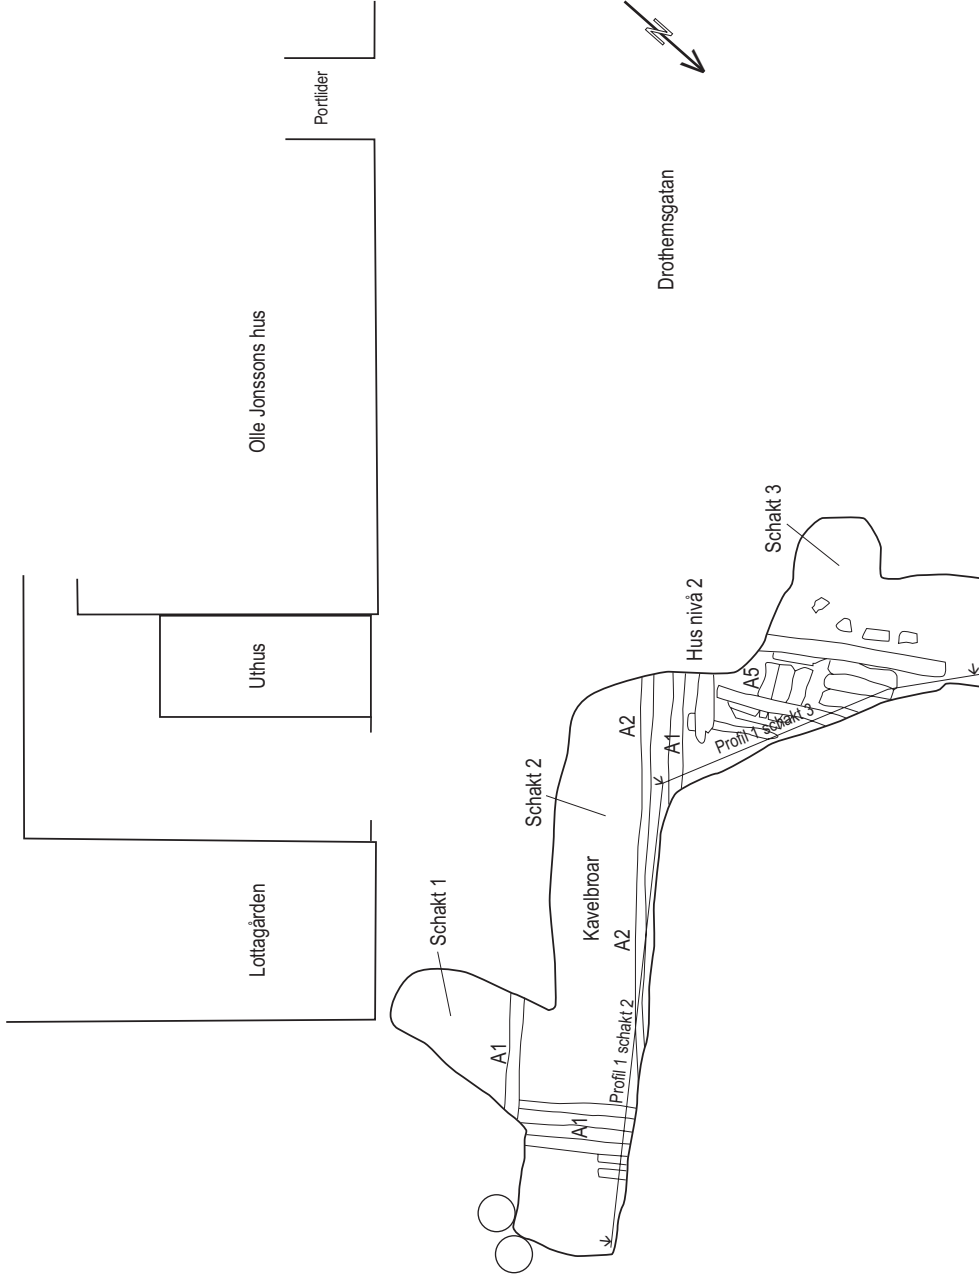 N
Portlider
Drothemsgatan
Olle Jonssons hus
Schakt 3
Uthus
Hus nivå 2
A5
A2
A1
Profil 1 schakt 3
Schakt 2
Kavelbroar
A2
Lottagården
Schakt 1
Profil 1 schakt 2
A1
A1